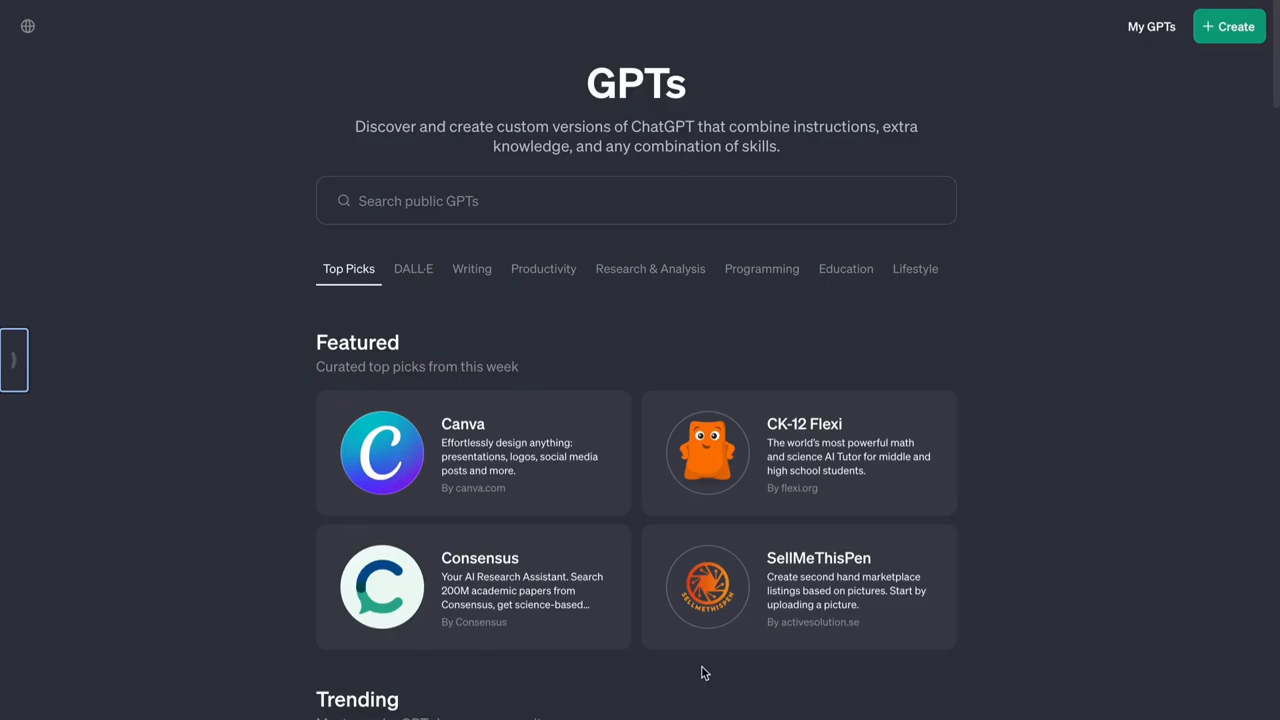 My GPTs
+ Create
GPTs
Discover and create custom versions of ChatGPT that combine instructions, extra
knowledge, and any combination of skills.
Search public GPTs
Top Picks
DALL·E
Writing
Productivity
Research & Analysis
Programming
Education
Lifestyle
Featured
Curated top picks from this week
Canva
Effortlessly design anything:
presentations, logos, social media
posts and more.
By canva.com
CK-12 Flexi
The world's most powerful math
and science AI Tutor for middle and
high school students.
By flexi.org
Consensus
Your AI Research Assistant. Search
200M academic papers from
Consensus, get science-based...
By Consensus
SellMeThisPen
Create second hand marketplace
listings based on pictures. Start by
uploading a picture.
By activesolution.se
SELLMETHISPEN
Trending